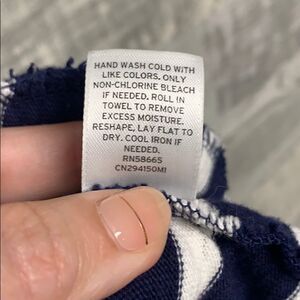 HAND WASH COLD WITH
LIKE COLORS. ONLY
NON-CHLORINE BLEACH
IF NEEDED. ROLL IN
TOWEL TO REMOVE
EXCESS MOISTURE.
RESHAPE, LAY FLAT TO
DRY. COOL IRON IF
NEEDED.
RN58665
CN294150MI